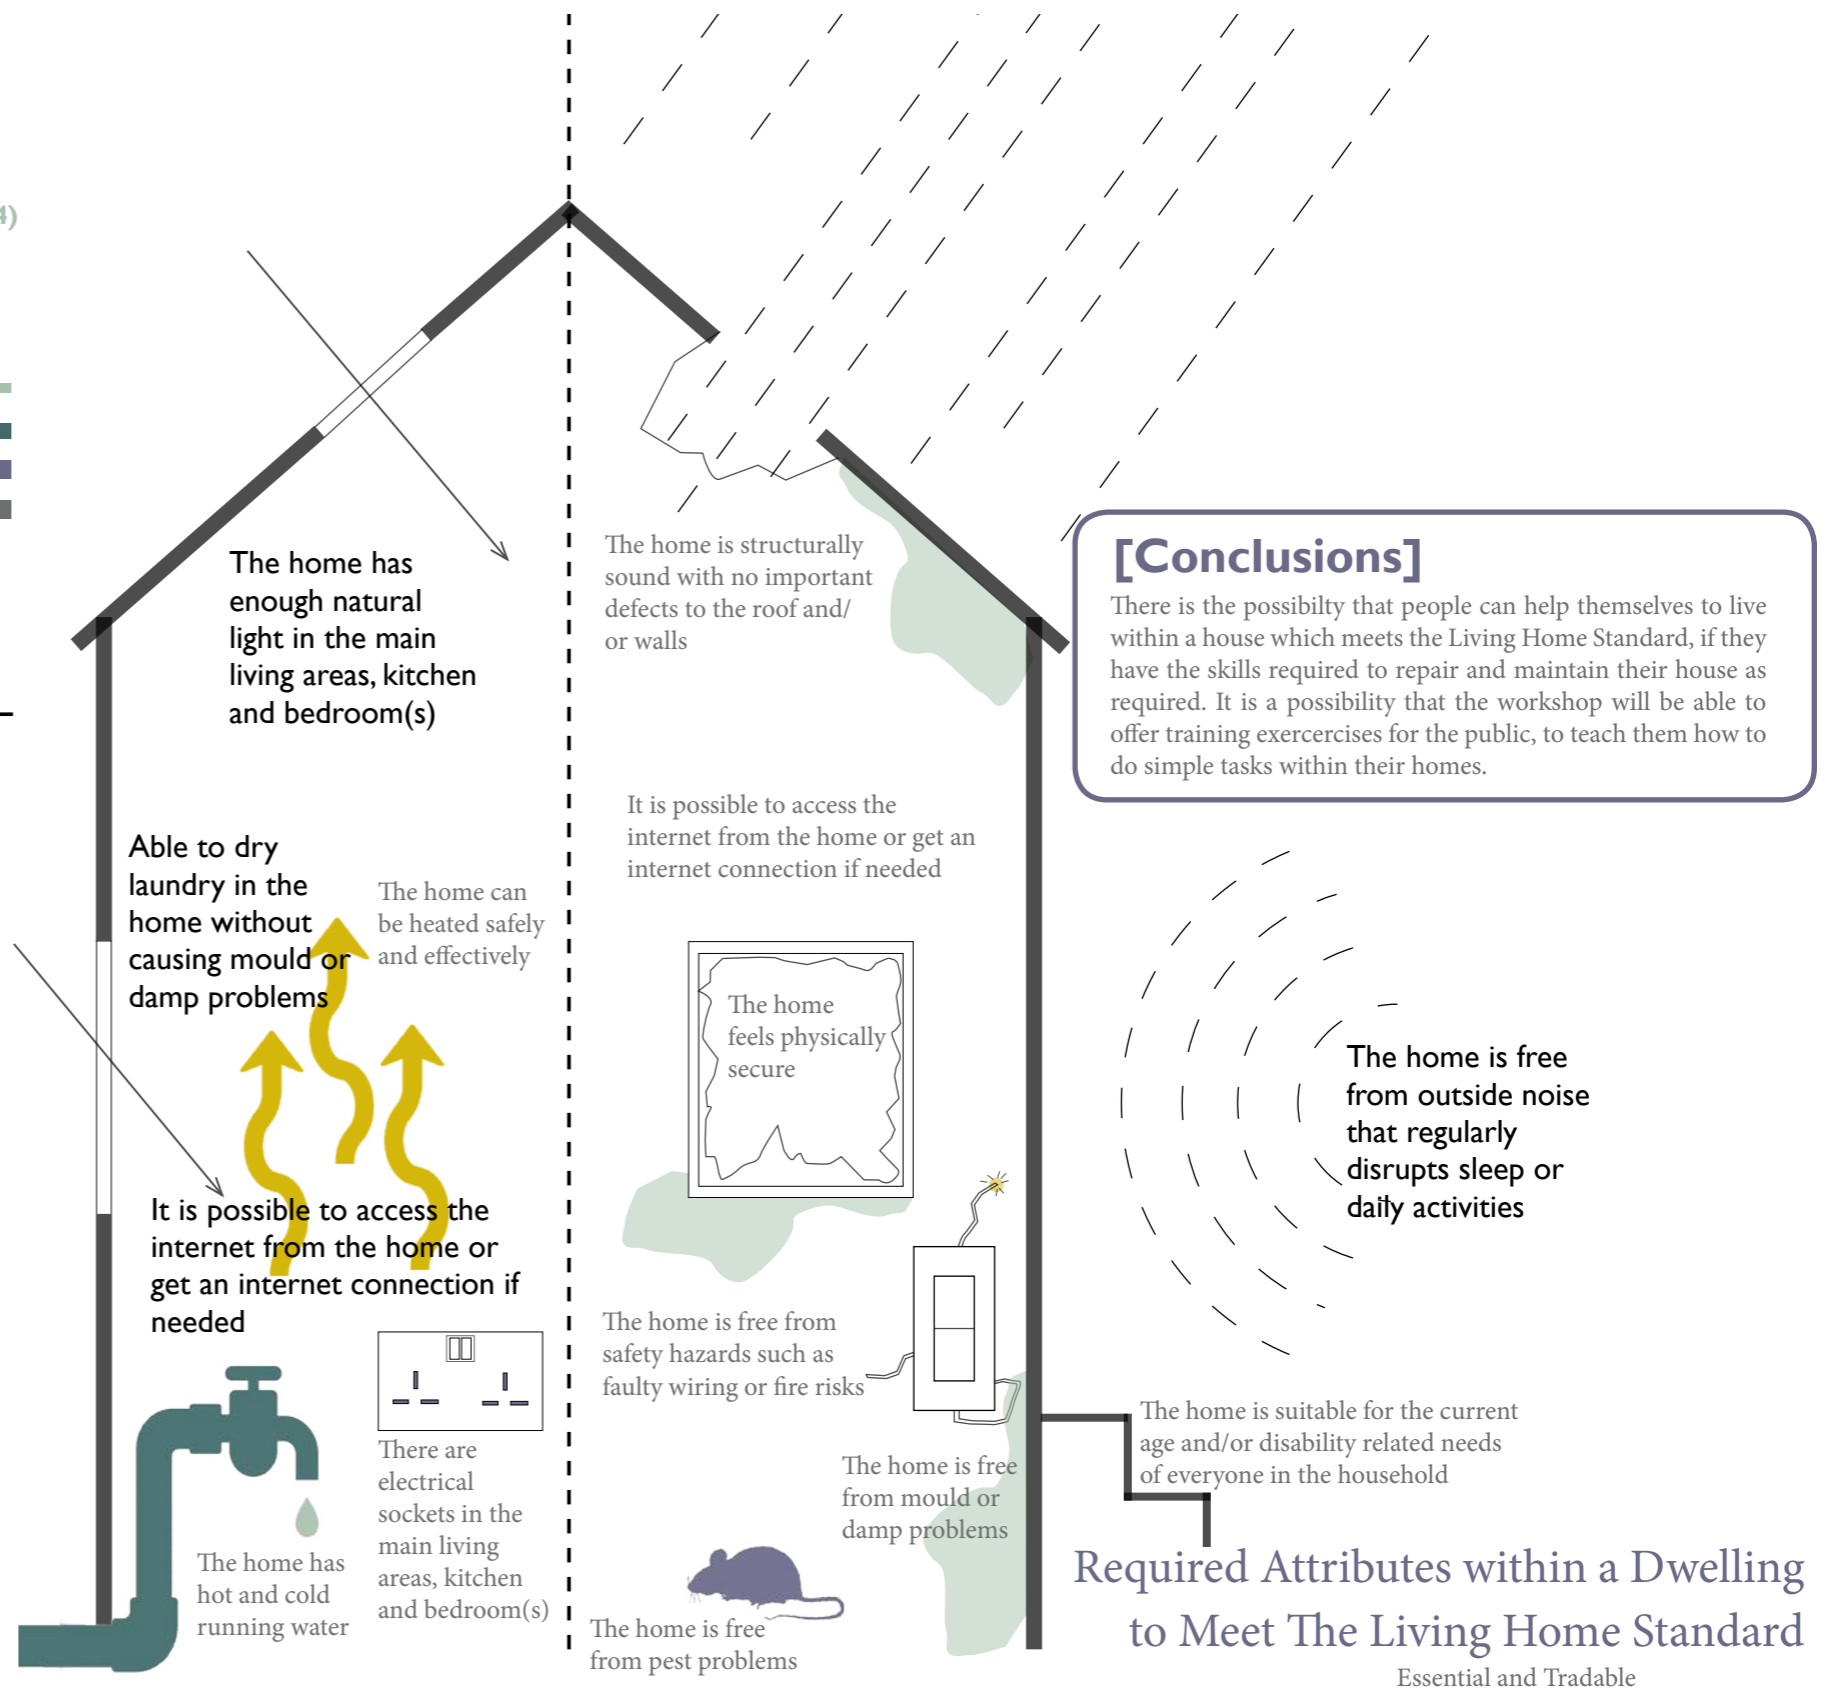 4)
The home has
enough natural
light in the main
living areas, kitchen
and bedroom(s)
Able to dry
laundry in the
home without
causing mould or
damp problems
The home can
be heated safely
and effectively
It is possible to access the
internet from the home or
get an internet connection if
needed
The home has
hot and cold
running water
There are
electrical
sockets in the
main living
areas, kitchen
and bedroom(s)
The home is structurally
sound with no important
defects to the roof and/
or walls
It is possible to access the
internet from the home or get an
internet connection if needed
The home
feels physically
secure
The home is free from
safety hazards such as
faulty wiring or fire risks
The home is free
from mould or
damp problems
The home is free
from pest problems
[Conclusions]
There is the possibilty that people can help themselves to live
within a house which meets the Living Home Standard, if they
have the skills required to repair and maintain their house as
required. It is a possibility that the workshop will be able to
offer training exercercises for the public, to teach them how to
do simple tasks within their homes.
The home is free
from outside noise
that regularly
disrupts sleep or
daily activities
The home is suitable for the current
age and/or disability related needs
of everyone in the household
Required Attributes within a Dwelling
to Meet The Living Home Standard
Essential and Tradable